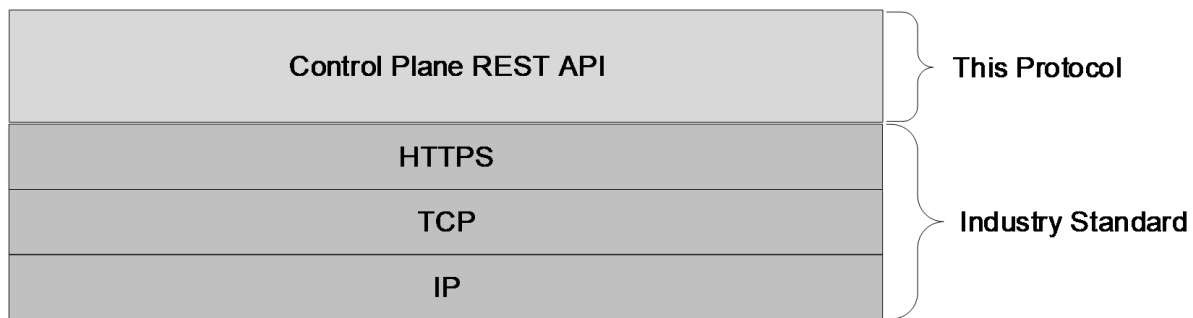 Control Plane REST API
This Protocol
HTTPS
TCP
Industry Standard
IP